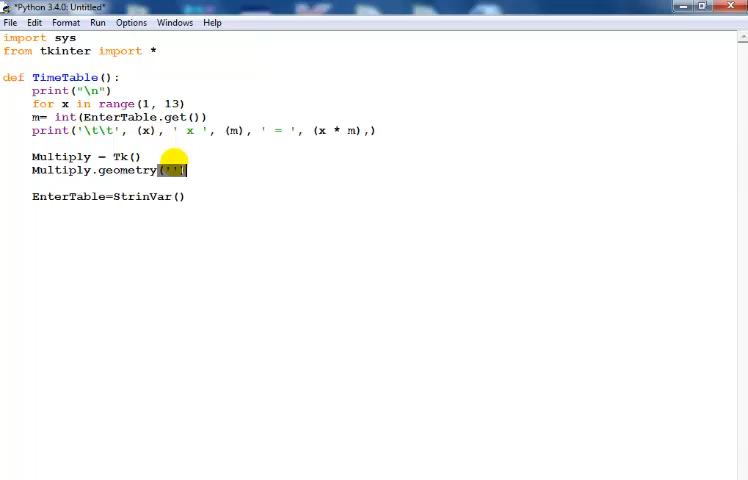 *Python 3.4.0: Untitled*
File Edit Format Run Options Windows Help
import sys
from tkinter import *
def TimeTable():
print("\n")
for x in range(1, 13)
m= int(EnterTable.get())
print('\t\t', (x), ' x ', (m), ' = ', (x * m),)
Multiply = Tk()
Multiply.geometry('')
EnterTable=StrinVar()